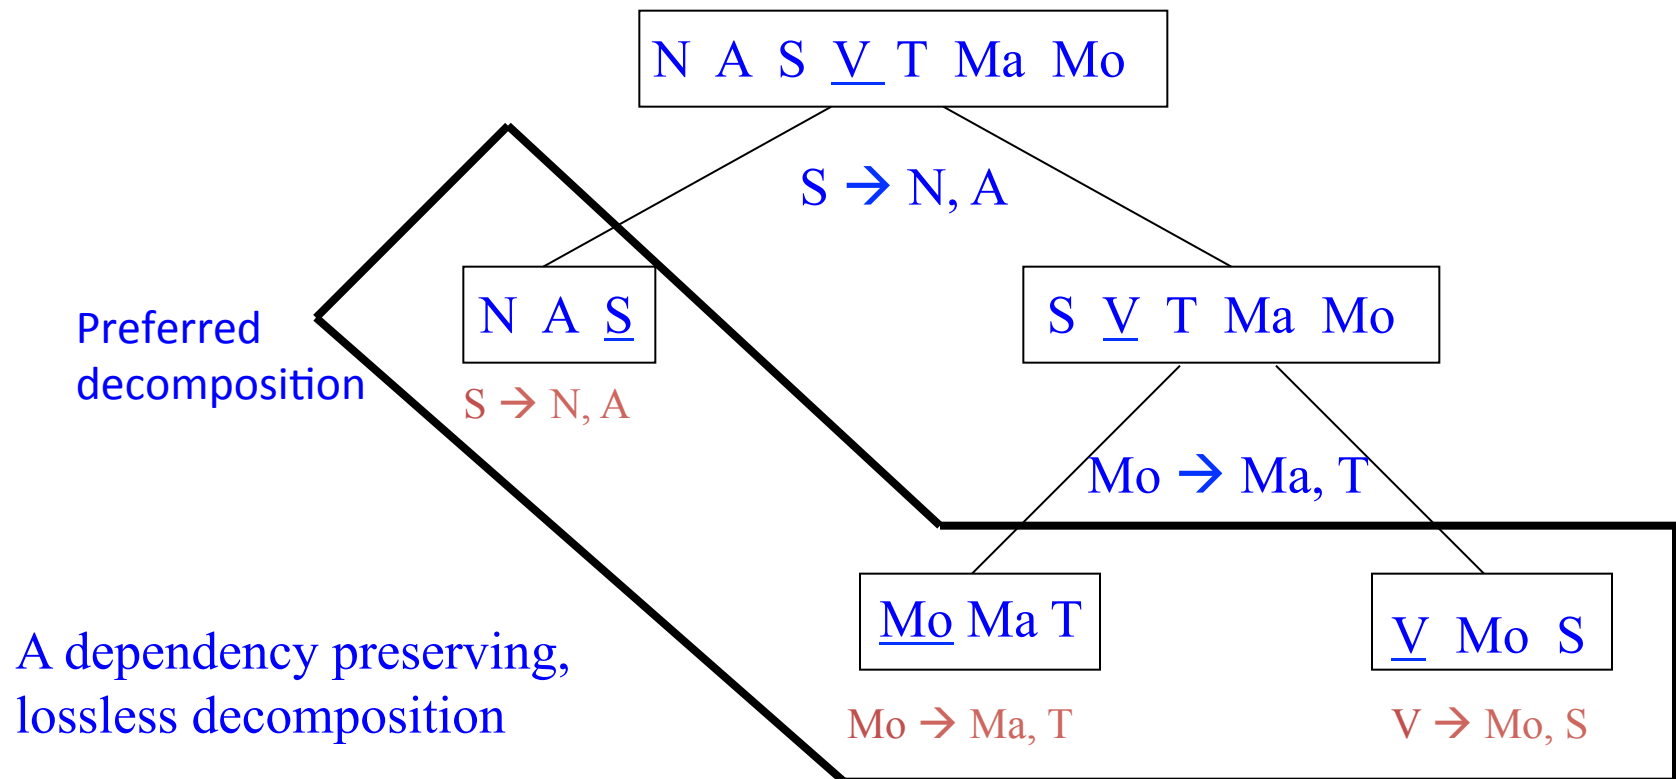 N A S V T Ma Mo
S → N, A
N A S
S V T Ma Mo
Preferred
decomposition
S → N, A
Mo → Ma, T
Mo Ma T
V Mo S
A dependency preserving,
lossless decomposition
Mo → Ma, T
V → Mo, S